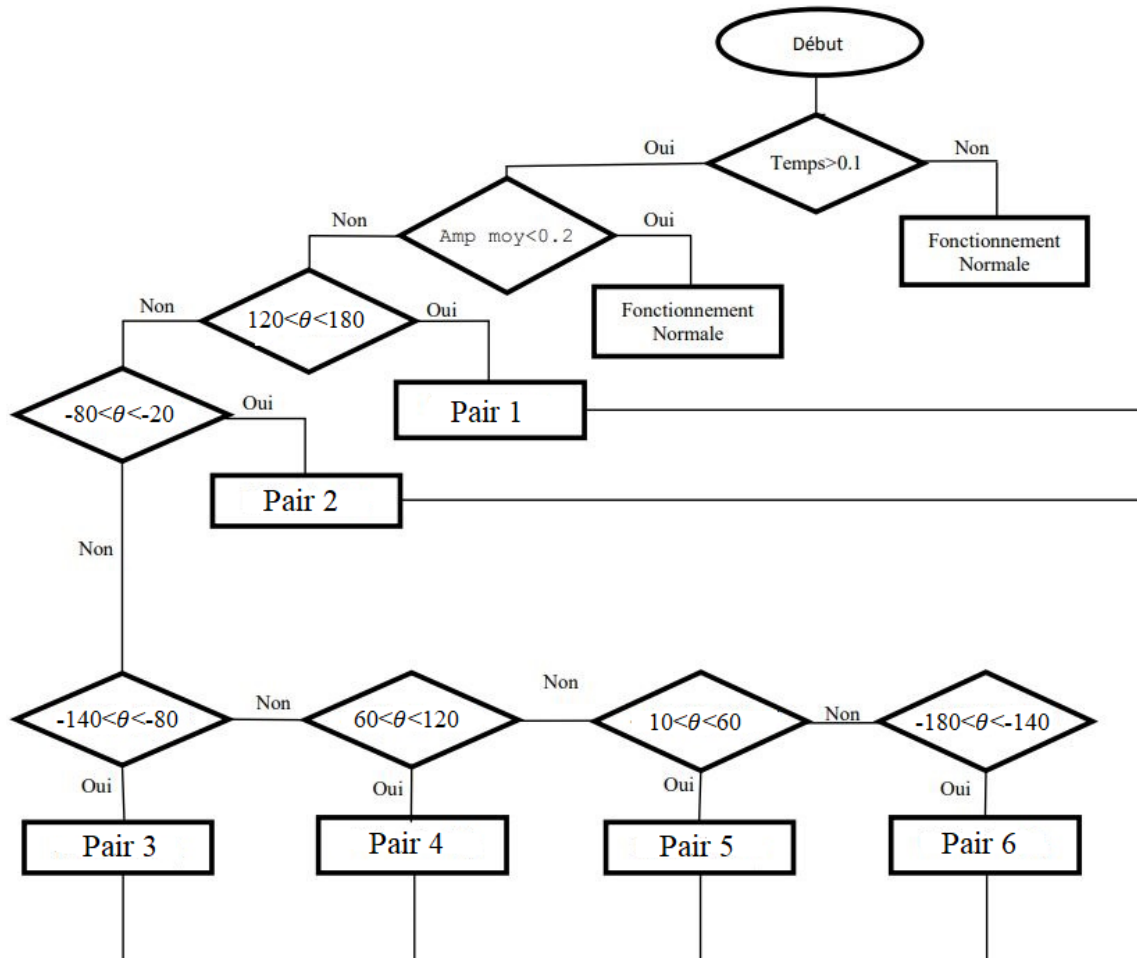 Début
Oui
Temps>0.1
Non
Non
Amp moy<0.2
Oui
Fonctionnement
Normale
Non
120<θ<180
Oui
Fonctionnement
Normale
-80<θ<-20
Oui
Pair 1
Pair 2
Non
-140<θ<-80
Non
60<θ<120
Non
10<θ<60
Non
-180<θ<-140
Oui
Oui
Oui
Oui
Pair 3
Pair 4
Pair 5
Pair 6